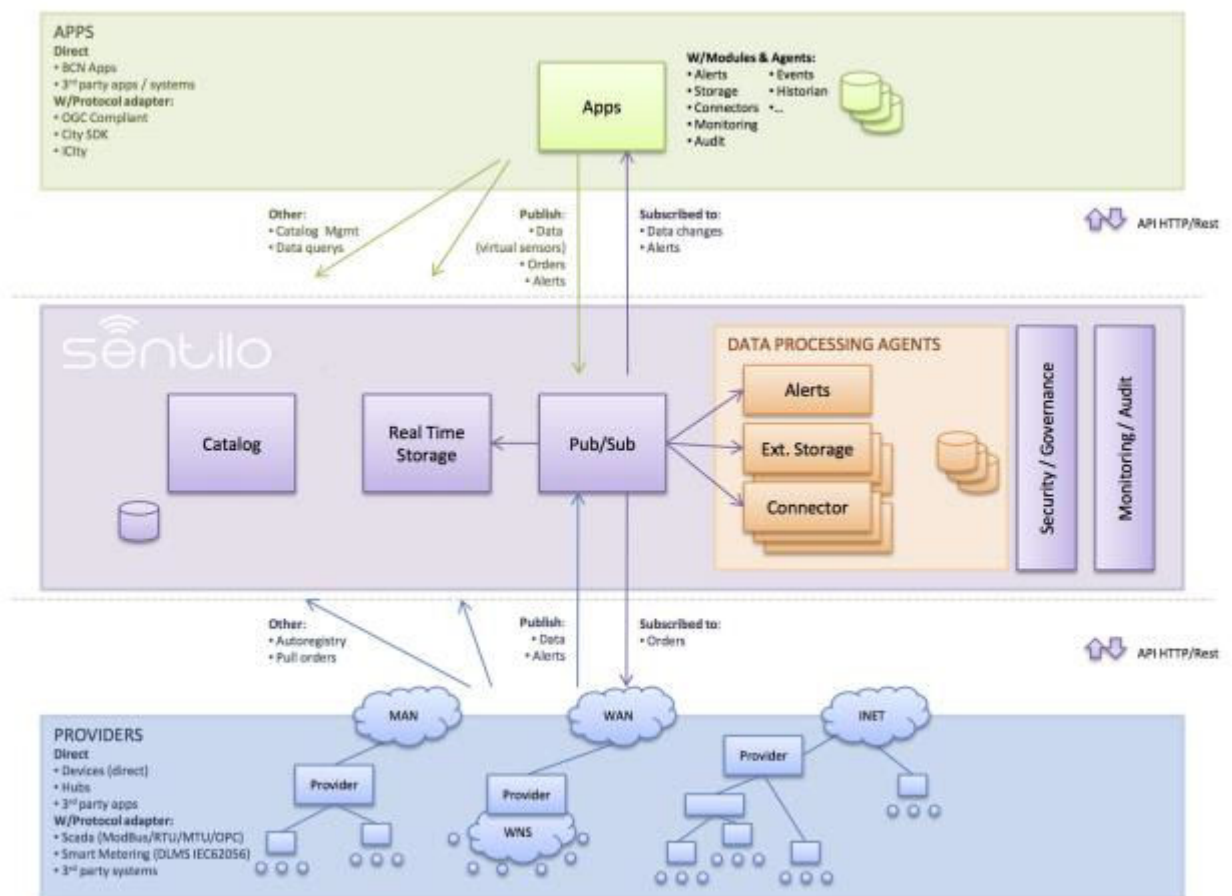 APPS
Direct
• BCN Apps
• 3rd party apps / systems
W/Protocol adapter:
• OGC Compliant
• City SDK
• iCity
Apps
W/Modules & Agents:
• Alerts
• Storage
• Connectors
• Monitoring
• Audit
• Events
• Historian
•...
Other:
• Catalog Mgmt
• Data querys
Publish:
• Data
(virtual sensors)
• Orders
• Alerts
Subscribed to:
• Data changes
• Alerts
API HTTP/Rest
sentilo
Catalog
Real Time
Storage
Pub/Sub
DATA PROCESSING AGENTS
Alerts
Ext. Storage
Connector
Security / Governance
Monitoring / Audit
Other:
• Autoregistry
• Pull orders
Publish:
• Data
• Alerts
Subscribed to:
• Orders
API HTTP/Rest
PROVIDERS
Direct
• Devices (direct)
• Hubs
• 3rd party apps
W/Protocol adapter:
• Scada (ModBus/RTU/MTU/OPC)
• Smart Metering (DLMS IEC62056)
• 3rd party systems
MAN
Provider
WAN
Provider
WNS
INET
Provider